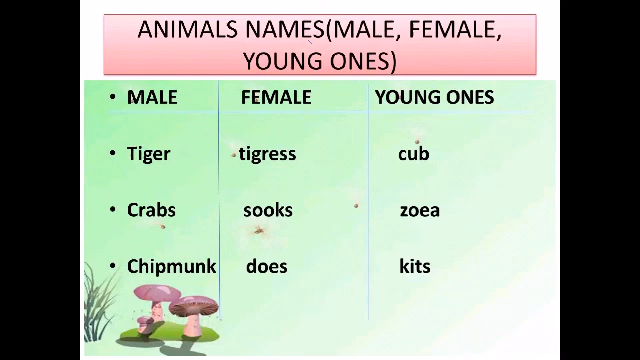 ANIMALS NAMES(MALE, FEMALE,
YOUNG ONES)
• MALE FEMALE YOUNG ONES
• Tiger tigress cub
• Crabs sooks zoea
• Chipmunk does kits